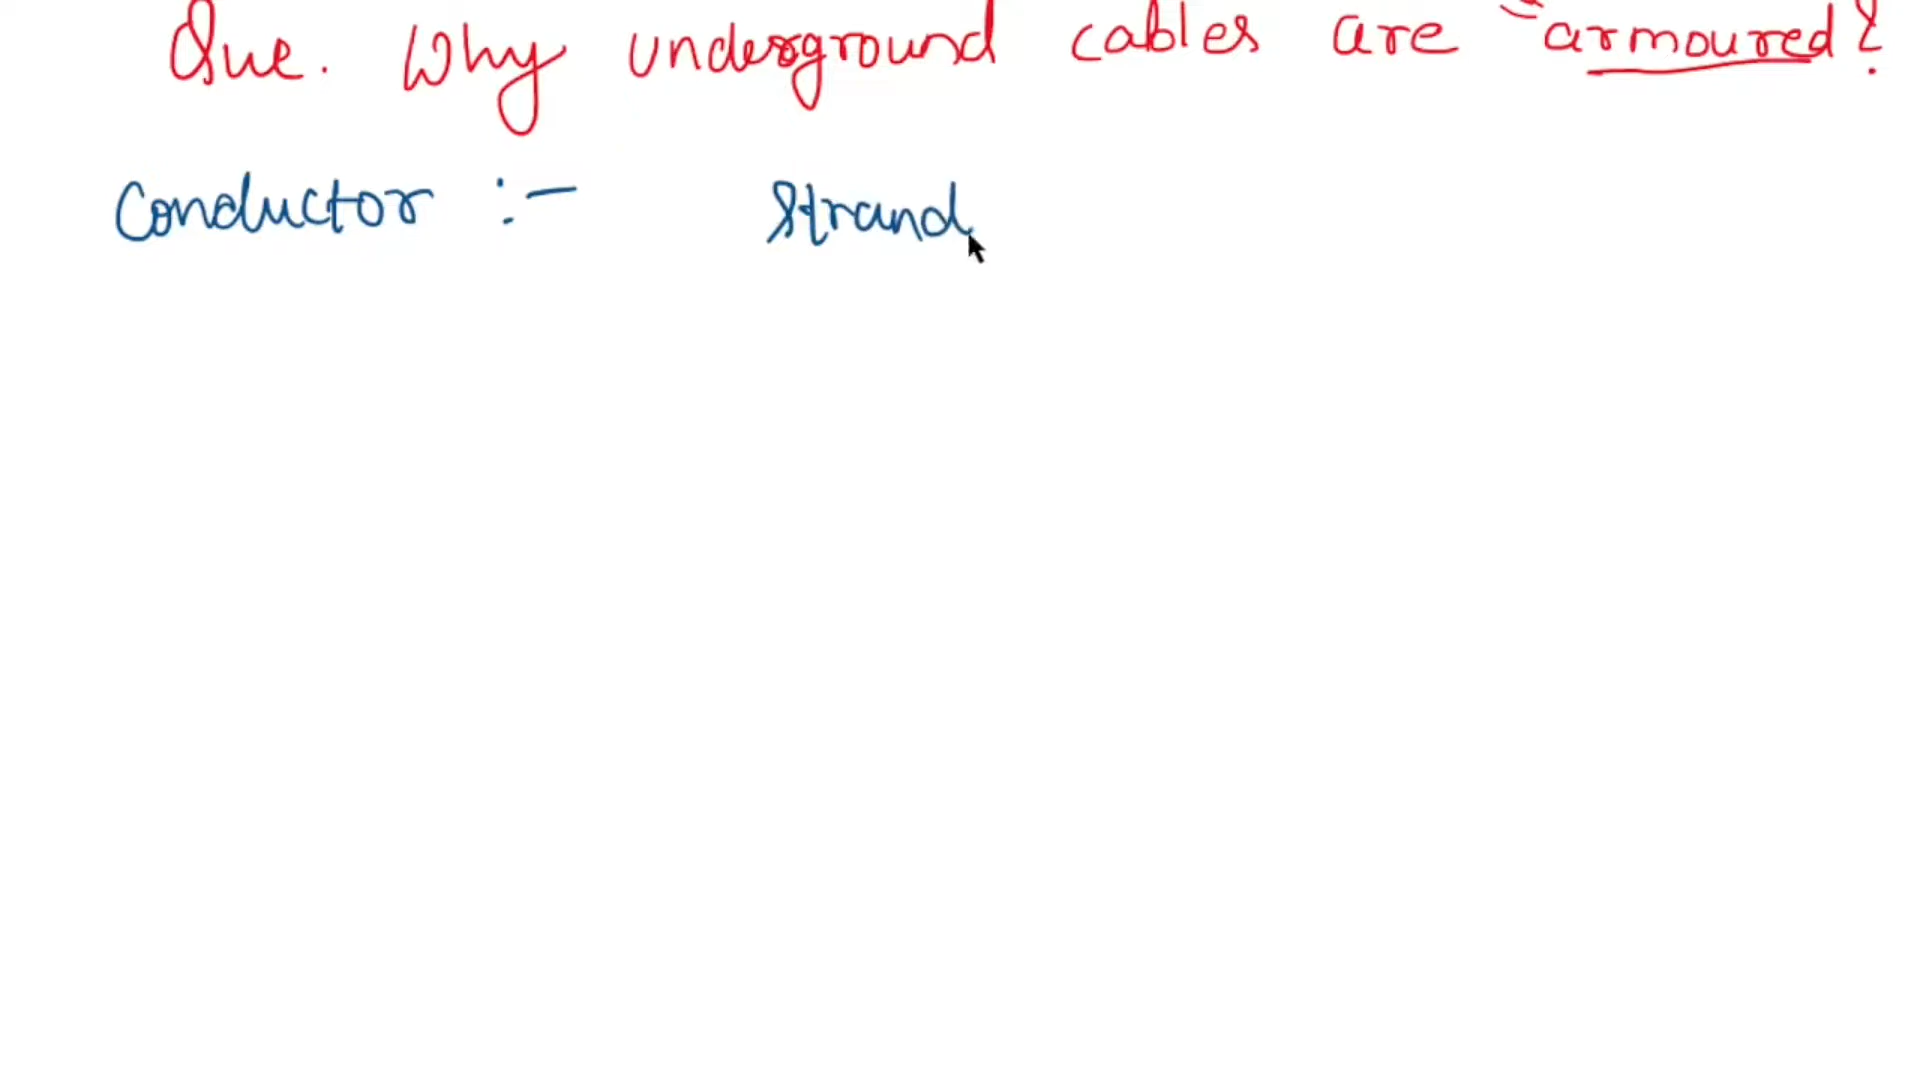 Que. Why underground cables are "armoured?
Conductor :- Strand